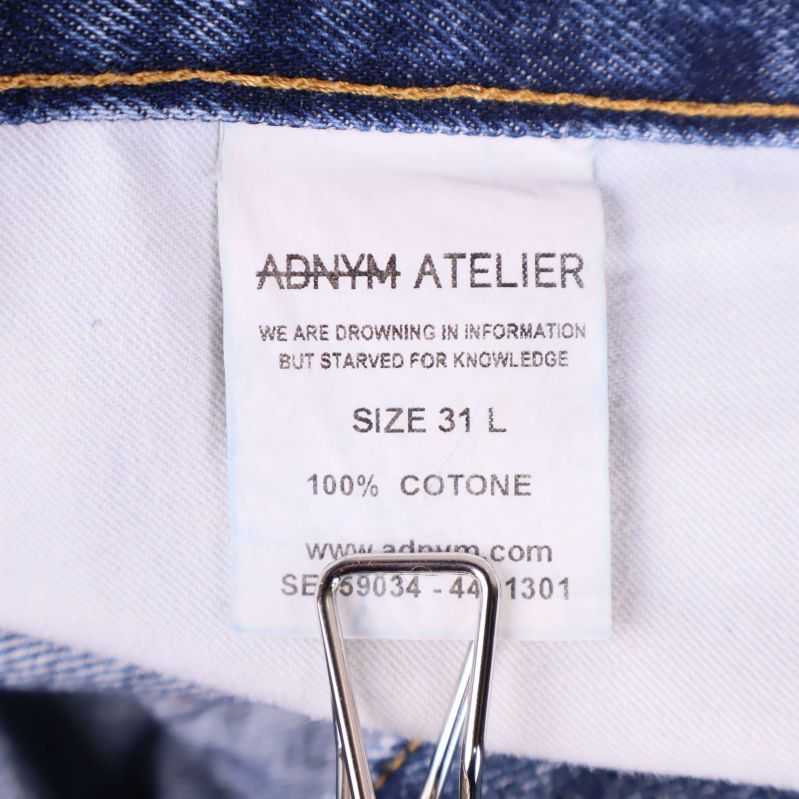 ADNYM ATELIER
WE ARE DROWNING IN INFORMATION
BUT STARVED FOR KNOWLEDGE
SIZE 31 L
100% COTONE
www.adnym.com